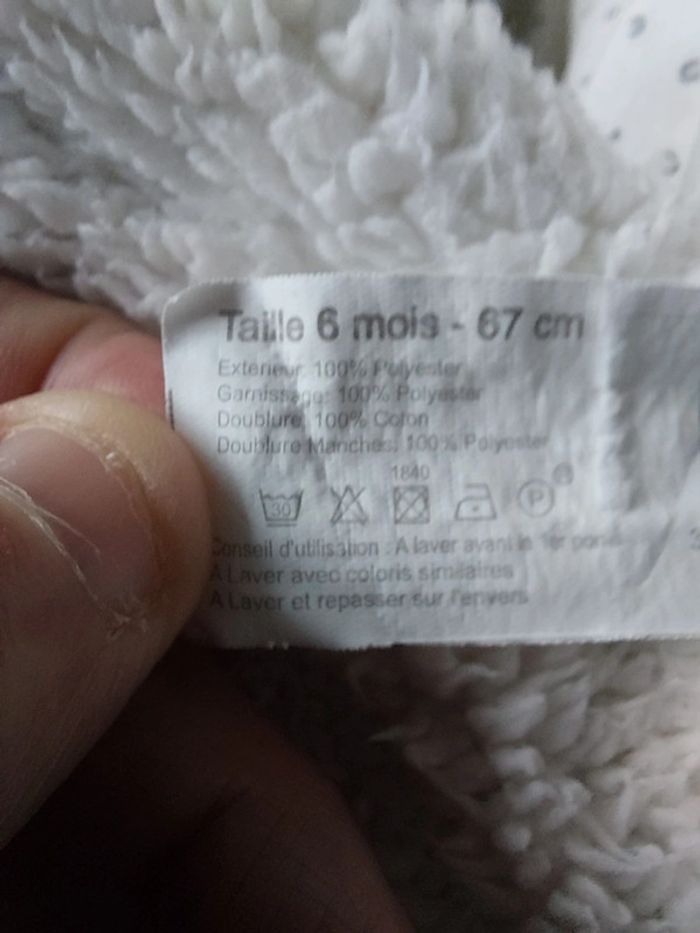 Taille 6 mois - 67 cm
Extérieur: 100% Polyester
Garnissage: 100% Polyester
Doublure: 100% Coton
Doublure Manches: 100% Polyester
1840
30
P
Conseil d'utilisation : A laver avant le 1er
A Laver avec coloris similaires
A Laver et repasser sur l'envers